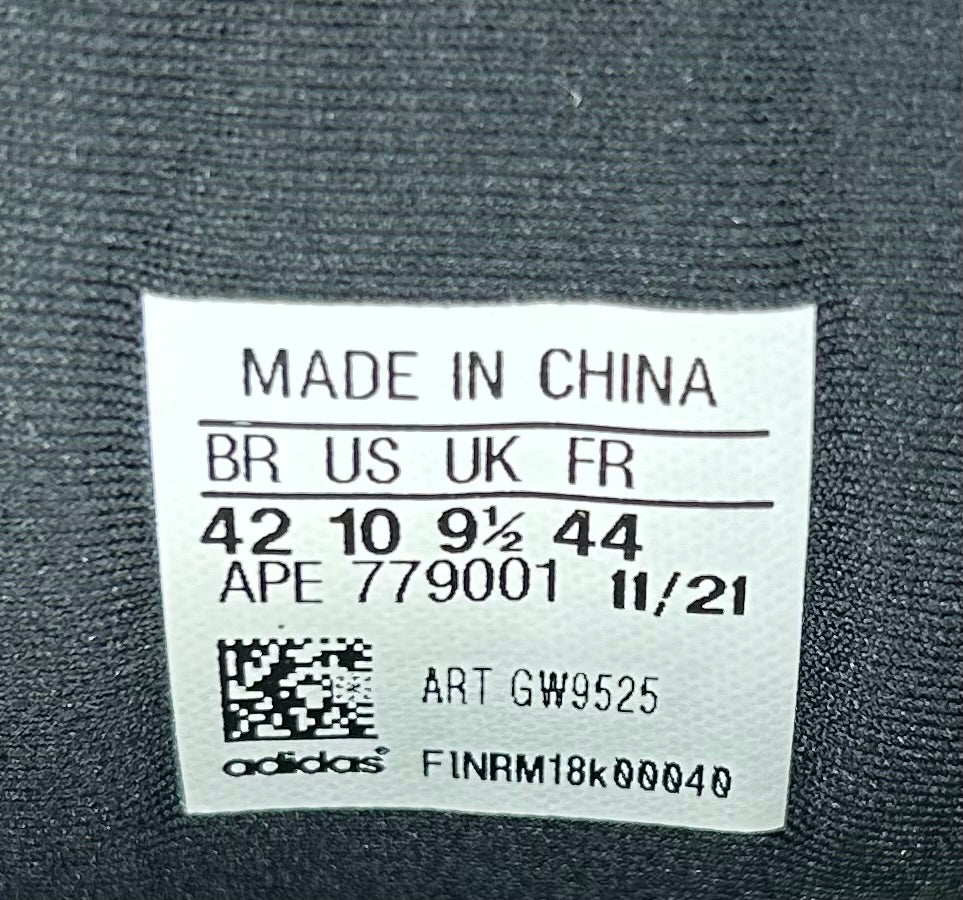 MADE IN CHINA
BR US UK FR
42 10 9½ 44
APE 779001 11/21
ART GW9525
adidas® F1NRM18k00040